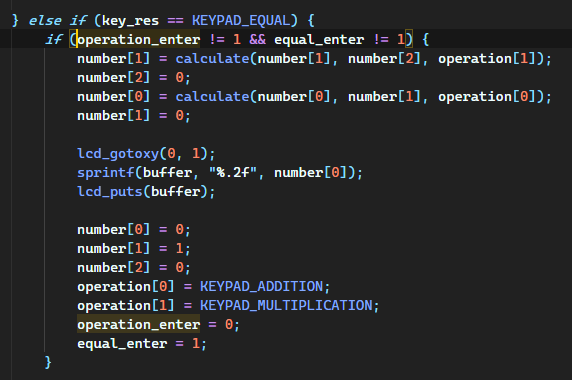 } else if (key_res == KEYPAD_EQUAL) {
if (operation_enter != 1 && equal_enter != 1) {
number[1] = calculate(number[1], number[2], operation[1]);
number[2] = 0;
number[0] = calculate(number[0], number[1], operation[0]);
number[1] = 0;
lcd_gotoxy(0, 1);
sprintf(buffer, "%.2f", number[0]);
lcd_puts(buffer);
number[0] = 0;
number[1] = 1;
number[2] = 0;
operation[0] = KEYPAD_ADDITION;
operation[1] = KEYPAD_MULTIPLICATION;
operation_enter = 0;
equal_enter = 1;
}